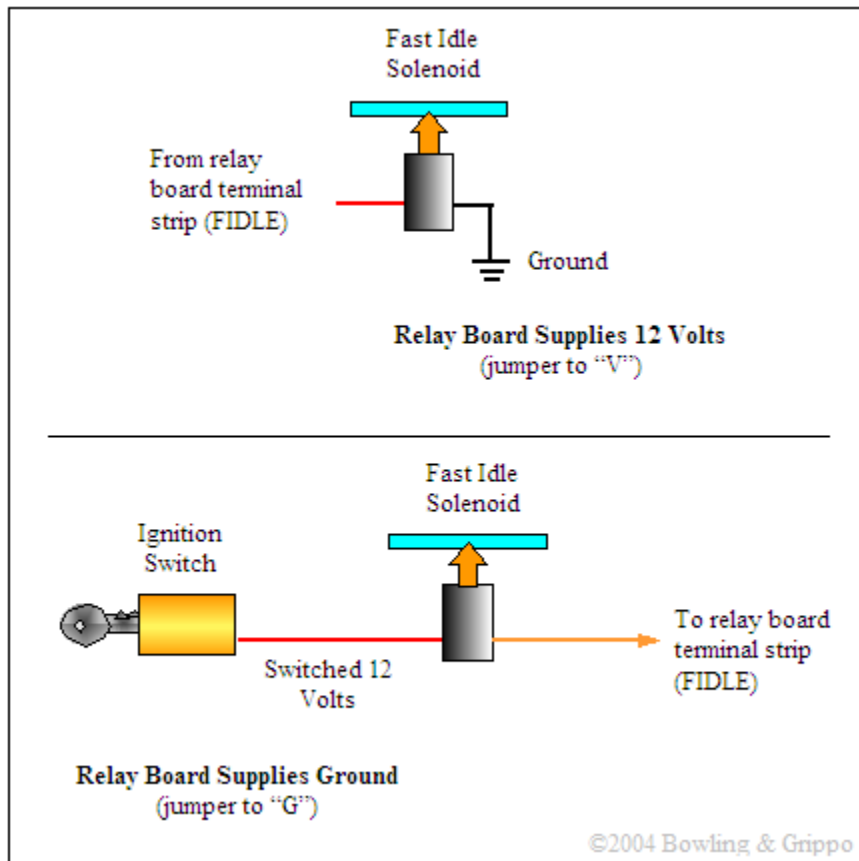 Fast Idle
Solenoid
From relay
board terminal
strip (FIDLE)
Ground
Relay Board Supplies 12 Volts
(jumper to “V”)
Fast Idle
Solenoid
Ignition
Switch
To relay board
terminal strip
(FIDLE)
Switched 12
Volts
Relay Board Supplies Ground
(jumper to “G”)
©2004 Bowling & Grippo